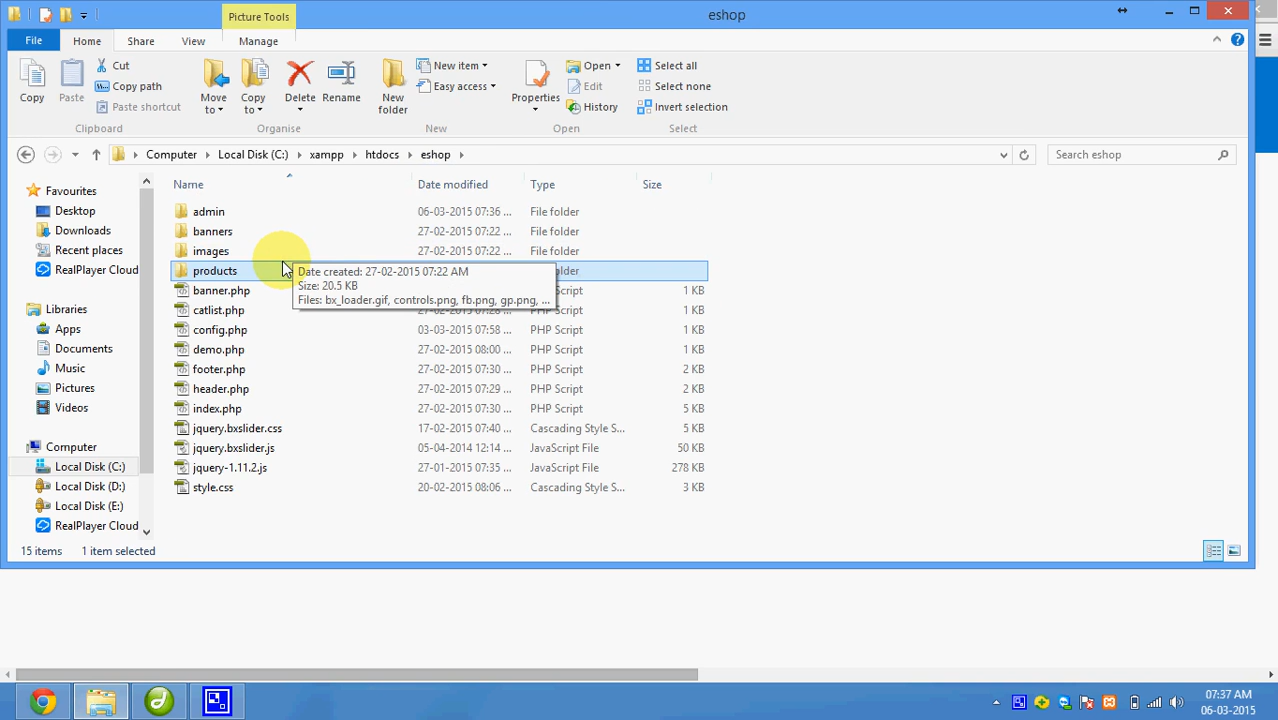 Picture Tools
eshop
File
Home
Share
View
Manage
Copy
Paste
Cut
Copy path
Paste shortcut
Clipboard
Move to
Copy to
Delete
Rename
Organise
New folder
New item
Easy access
New
Properties
Open
Edit
History
Open
Select all
Select none
Invert selection
Select
Computer
Local Disk (C:)
xampp
htdocs
eshop
Search eshop
Favourites
Desktop
Downloads
Recent places
RealPlayer Cloud
Libraries
Apps
Documents
Music
Pictures
Videos
Computer
Local Disk (C:)
Local Disk (D:)
Local Disk (E:)
RealPlayer Cloud
Name Date modified Type Size
admin 06-03-2015 07:36 ... File folder
banners 27-02-2015 07:22 ... File folder
images 27-02-2015 07:22 ... File folder
products older
Date created: 27-02-2015 07:22 AM
Size: 20.5 KB
Files: bx_loader.gif, controls.png, fb.png, gp.png, ...
banner.php cript 1 KB
catlist.php 27-02-2015 07:28 ... PHP Script 1 KB
config.php 03-03-2015 07:58 ... PHP Script 1 KB
demo.php 27-02-2015 08:00 ... PHP Script 1 KB
footer.php 27-02-2015 07:29 ... PHP Script 2 KB
header.php 27-02-2015 07:29 ... PHP Script 2 KB
index.php 27-02-2015 07:30 ... PHP Script 5 KB
jquery.bxslider.css 17-02-2015 07:40 ... Cascading Style S... 5 KB
jquery.bxslider.js 05-04-2014 12:14 ... JavaScript File 50 KB
jquery-1.11.2.js 27-01-2015 07:35 ... JavaScript File 278 KB
style.css 20-02-2015 08:06 ... Cascading Style S... 3 KB
15 items
1 item selected
07:37 AM
06-03-2015